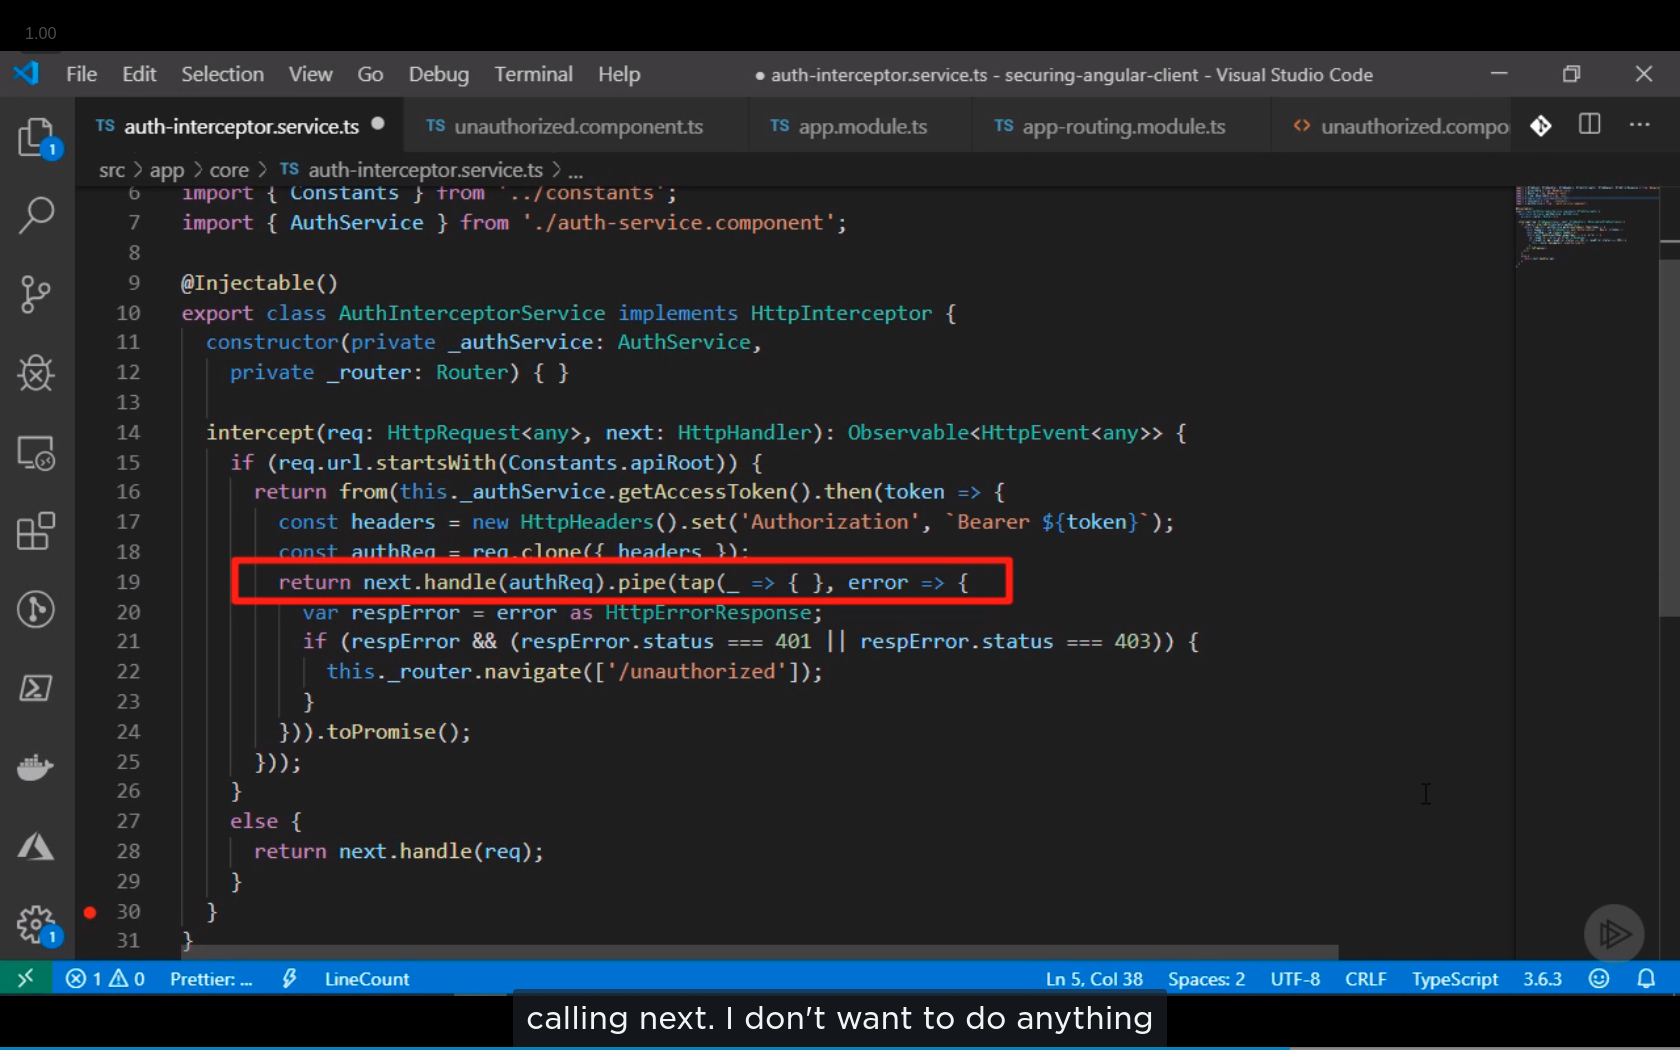 1.00
File Edit Selection View Go Debug Terminal Help ● auth-interceptor.service.ts - securing-angular-client - Visual Studio Code
TS auth-interceptor.service.ts ● TS unauthorized.component.ts TS app.module.ts TS app-routing.module.ts <> unauthorized.compo
src > app > core > TS auth-interceptor.service.ts > ...
6 import { Constants } from '../constants';
7 import { AuthService } from './auth-service.component';
8
9 @Injectable()
10 export class AuthInterceptorService implements HttpInterceptor {
11 constructor(private _authService: AuthService,
12 private _router: Router) { }
13
14 intercept(req: HttpRequest<any>, next: HttpHandler): Observable<HttpEvent<any>> {
15 if (req.url.startsWith(Constants.apiRoot)) {
16 return from(this._authService.getAccessToken().then(token => {
17 const headers = new HttpHeaders().set('Authorization', `Bearer ${token}`);
18 const authReq = req.clone({ headers });
19 return next.handle(authReq).pipe(tap(_ => { }, error => {
20 var respError = error as HttpErrorResponse;
21 if (respError && (respError.status === 401 || respError.status === 403)) {
22 this._router.navigate(['/unauthorized']);
23 }
24 })).toPromise();
25 }));
26 }
27 else {
28 return next.handle(req);
29 }
30 }
31 }
1 0 Prettier: ... LineCount Ln 5, Col 38 Spaces: 2 UTF-8 CRLF TypeScript 3.6.3
calling next. I don't want to do anything